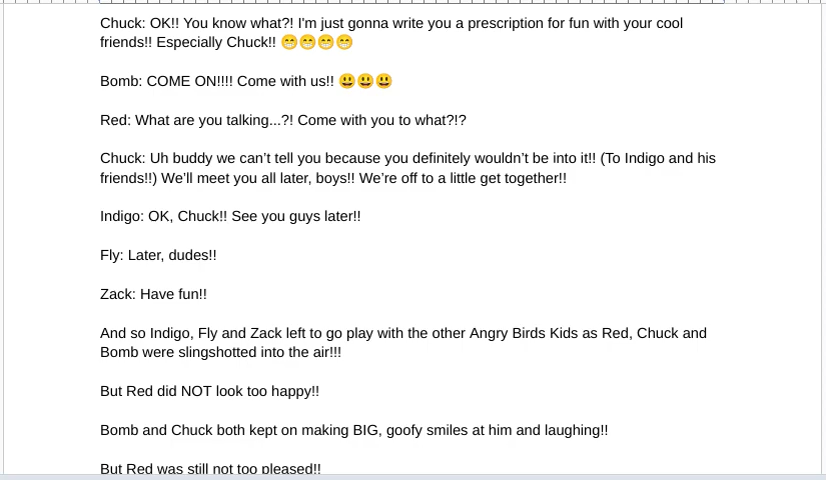 Chuck: OK!! You know what?! I'm just gonna write you a prescription for fun with your cool
friends!! Especially Chuck!! 😁😁😁😁
Bomb: COME ON!!!! Come with us!! 😃😃😃
Red: What are you talking...?! Come with you to what?!?
Chuck: Uh buddy we can’t tell you because you definitely wouldn’t be into it!! (To Indigo and his
friends!!) We’ll meet you all later, boys!! We’re off to a little get together!!
Indigo: OK, Chuck!! See you guys later!!
Fly: Later, dudes!!
Zack: Have fun!!
And so Indigo, Fly and Zack left to go play with the other Angry Birds Kids as Red, Chuck and
Bomb were slingshotted into the air!!!
But Red did NOT look too happy!!
Bomb and Chuck both kept on making BIG, goofy smiles at him and laughing!!
But Red was still not too pleased!!